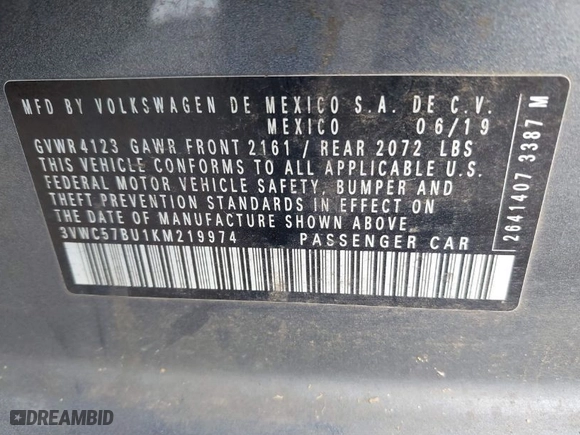 MFD BY VOLKSWAGEN DE MEXICO S.A. DE C.V.
MEXICO 06/19
GVWR 4123 GAWR FRONT 2161 / REAR 2072 LBS
THIS VEHICLE CONFORMS TO ALL APPLICABLE U.S.
FEDERAL MOTOR VEHICLE SAFETY, BUMPER AND
THEFT PREVENTION STANDARDS IN EFFECT ON
THE DATE OF MANUFACTURE SHOWN ABOVE
3VWC57BU1KM219974 PASSENGER CAR
2641407 3387 M
DREAMBID